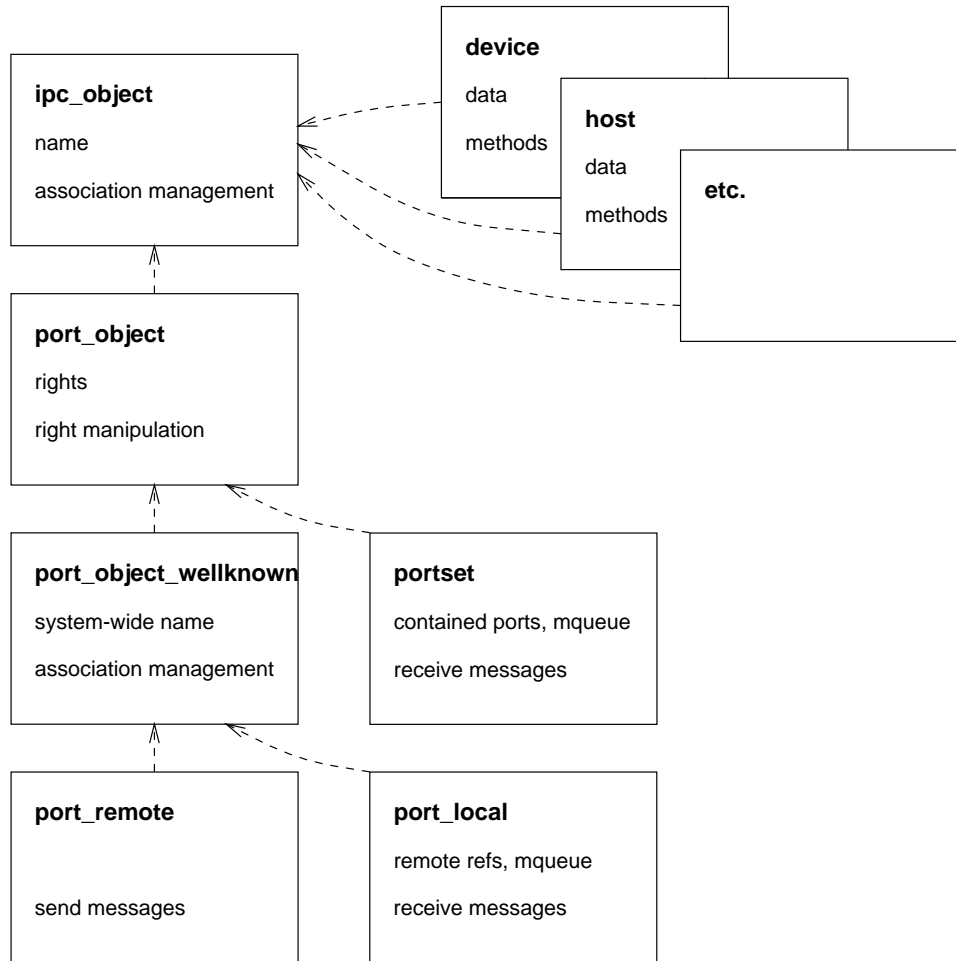 ipc_object
name
association management
device
data
methods
host
data
methods
etc.
port_object
rights
right manipulation
port_object_wellknown
system-wide name
association management
portset
contained ports, mqueue
receive messages
port_remote
send messages
port_local
remote refs, mqueue
receive messages